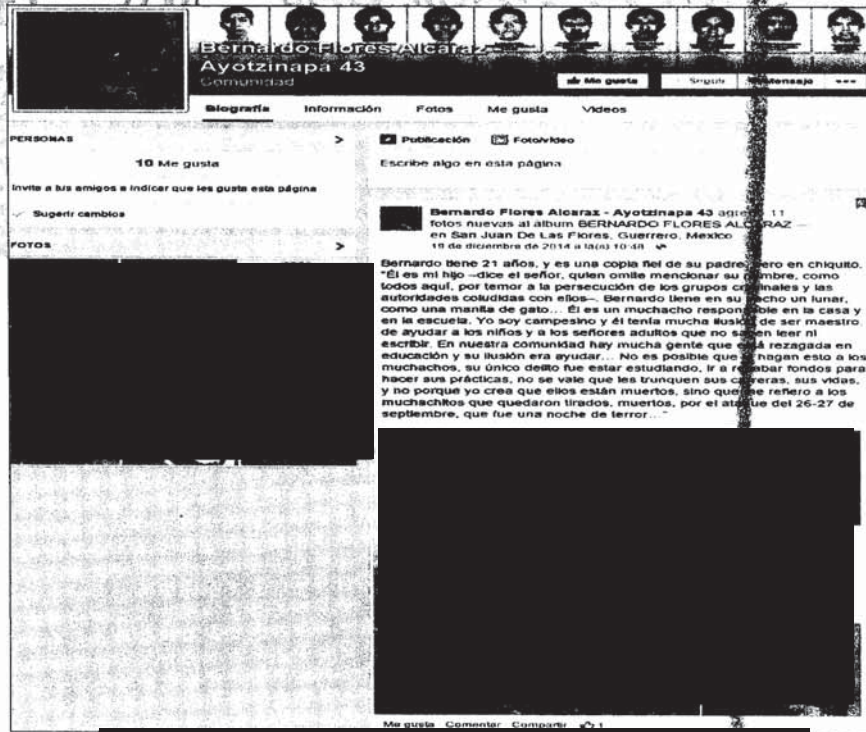 Bernardo Flores Alcaraz
Ayotzinapa 43
Comunidad
Me gusta Seguir Mensaje
Biografía Información Fotos Me gusta Videos
PERSONAS
10 Me gusta
Invite a tus amigos a indicar que les gusta esta página
Sugerir cambios
FOTOS
Publicación Foto/video
Escribe algo en esta página
Bernardo Flores Alcaraz - Ayotzinapa 43 11
fotos nuevas al álbum BERNARDO FLORES ALCARAZ —
en San Juan De Las Flores, Guerrero, Mexico
19 de diciembre de 2014 a la(s) 10:48
Bernardo tiene 21 años, y es una copia fiel de su padre, pero en chiquito.
"Él es mi hijo –dice el señor, quien omite mencionar su nombre, como
todos aquí, por temor a la persecución de los grupos criminales y las
autoridades coludidas con ellos–. Bernardo tiene en su pecho un lunar,
como una manita de gato... Él es un muchacho responsable en la casa y
en la escuela. Yo soy campesino y él tenía mucha ilusión de ser maestro
de ayudar a los niños y a los señores adultos que no saben leer ni
escribir. En nuestra comunidad hay mucha gente que está rezagada en
educación y su ilusión era ayudar... No es posible que hagan esto a los
muchachos, su único delito fue estar estudiando, ir a recabar fondos para
hacer sus prácticas, no se vale que les trunquen sus carreras, sus vidas,
y no porque yo crea que ellos están muertos, sino que me refiero a los
muchachitos que quedaron tirados, muertos, por el ataque del 26-27 de
septiembre, que fue una noche de terror..."
Me gusta Comentar Compartir 1